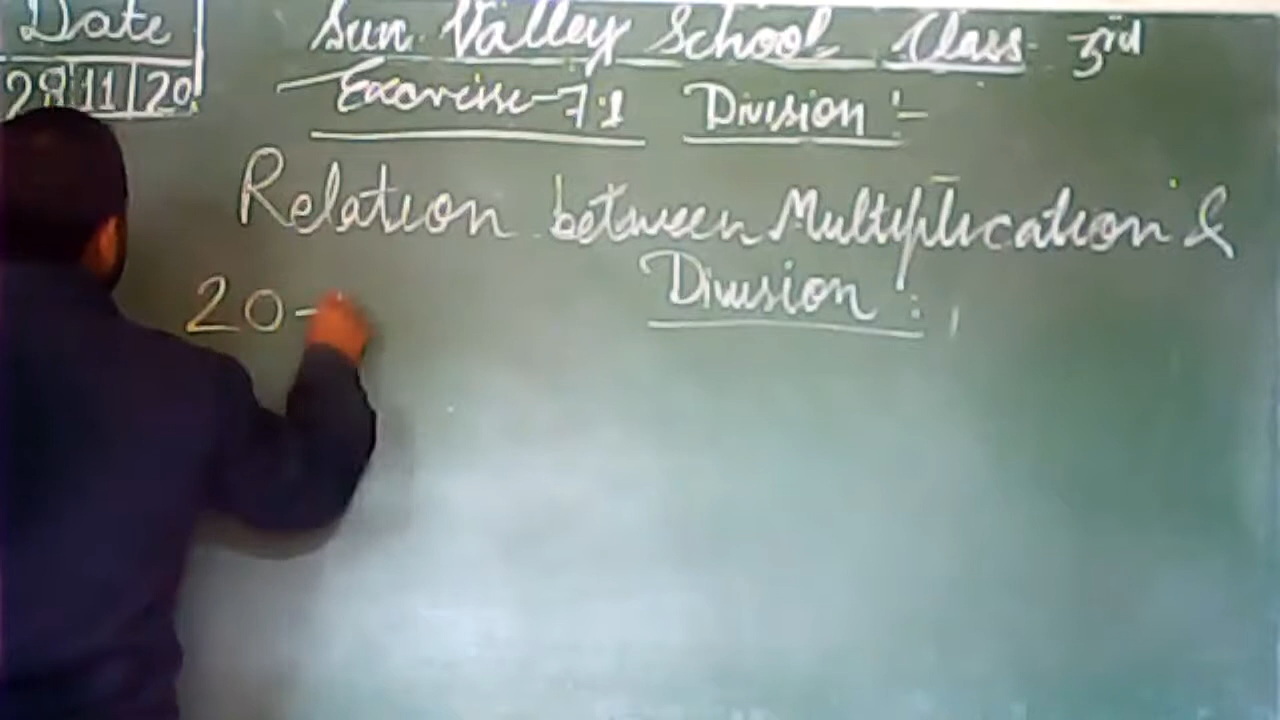 Date
28 11 20
Sun Valley School Class 3rd
Exercise-7.1 Division :-
Relation between Multiplication &
Division :
20-